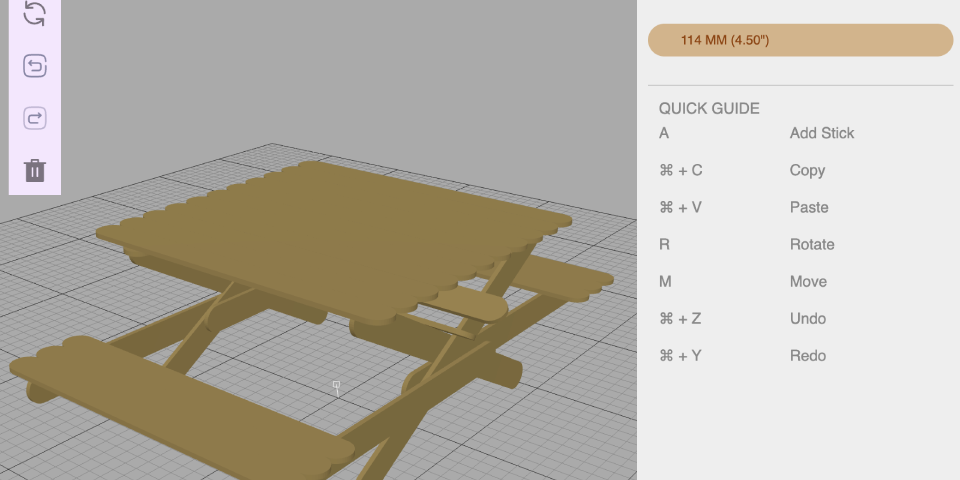 114 MM (4.50")
QUICK GUIDE
A Add Stick
⌘ + C Copy
⌘ + V Paste
R Rotate
M Move
⌘ + Z Undo
⌘ + Y Redo